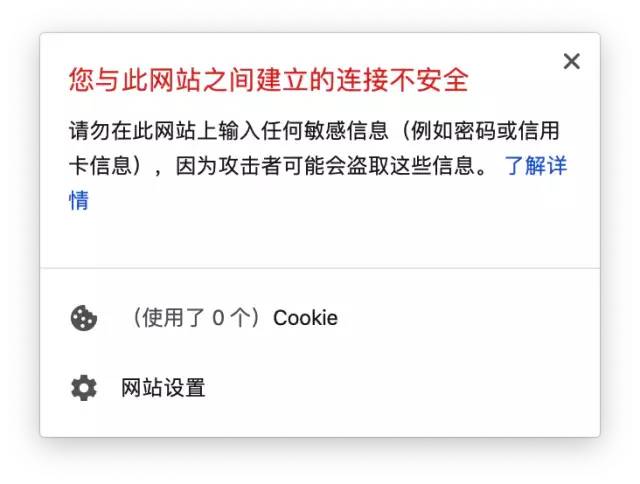 您与此网站之间建立的连接不安全
请勿在此网站上输入任何敏感信息（例如密码或信用
卡信息），因为攻击者可能会盗取这些信息。 了解详
情
（使用了 0 个）Cookie
网站设置